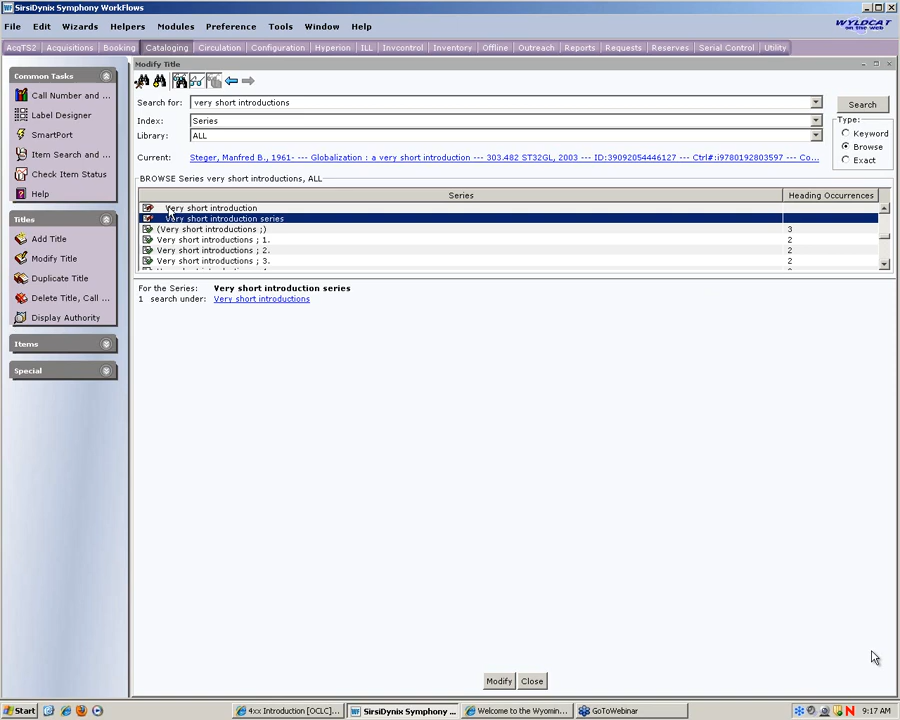 SirsiDynix Symphony WorkFlows
File Edit Wizards Helpers Modules Preference Tools Window Help
WYLDCAT
on the web
AcqTS2 Acquisitions Booking Cataloging Circulation Configuration Hyperion ILL Invcontrol Inventory Offline Outreach Reports Requests Reserves Serial Control Utility
Common Tasks
Call Number and ...
Label Designer
SmartPort
Item Search and ...
Check Item Status
Help
Titles
Add Title
Modify Title
Duplicate Title
Delete Title, Call ...
Display Authority
Items
Special
Modify Title
Search for: very short introductions Search
Index: Series
Library: ALL
Type:
Keyword
Browse
Exact
Current: Steger, Manfred B., 1961- --- Globalization : a very short introduction --- 303.482 ST32GL, 2003 --- ID:39092054446127 --- Ctrl#:i9780192803597 --- Co...
BROWSE Series very short introductions, ALL
Series Heading Occurrences
Very short introduction
Very short introduction series
(Very short introductions ;) 3
Very short introductions ; 1. 2
Very short introductions ; 2. 2
Very short introductions ; 3. 2
For the Series: Very short introduction series
1 search under: Very short introductions
Modify Close
Start 4xx Introduction [OCLC]... SirsiDynix Symphony ... Welcome to the Wyomin... GoToWebinar 9:17 AM